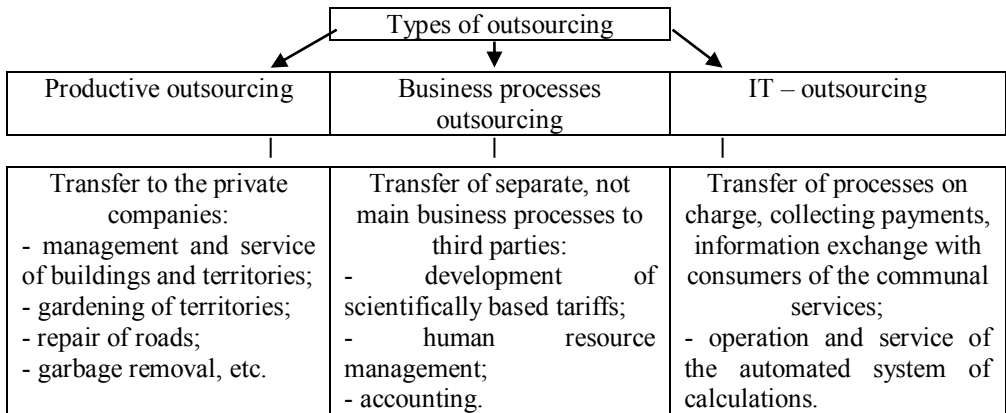 Types of outsourcing
Productive outsourcing
Business processes
outsourcing
IT – outsourcing
Transfer to the private
companies:
- management and service
of buildings and territories;
- gardening of territories;
- repair of roads;
- garbage removal, etc.
Transfer of separate, not
main business processes to
third parties:
- development of
scientifically based tariffs;
- human resource
management;
- accounting.
Transfer of processes on
charge, collecting payments,
information exchange with
consumers of the communal
services;
- operation and service of
the automated system of
calculations.